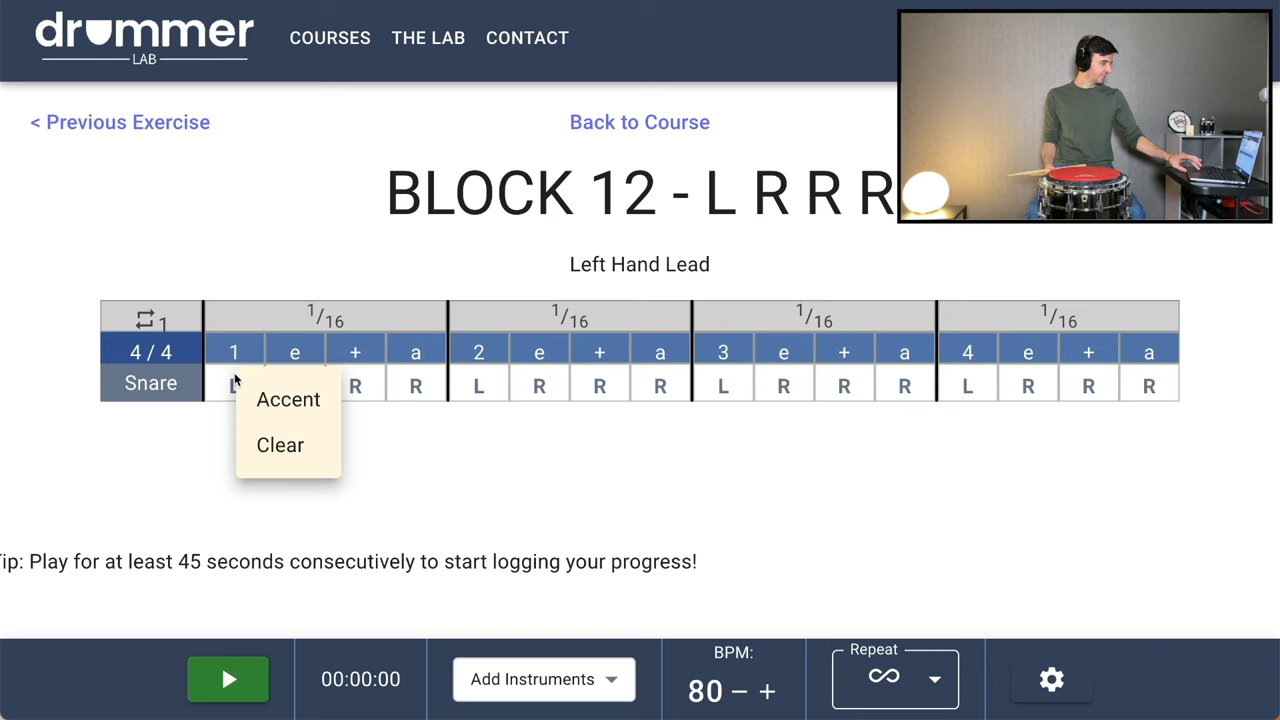 drummer
LAB
COURSES THE LAB CONTACT
< Previous Exercise
Back to Course
BLOCK 12 - L R R R
Left Hand Lead
1 1/16 1/16 1/16 1/16
4 / 4 1 e + a 2 e + a 3 e + a 4 e + a
Snare L R R L R R R L R R R L R R R
Accent
Clear
Tip: Play for at least 45 seconds consecutively to start logging your progress!
00:00:00
Add Instruments
BPM:
80 − +
Repeat
∞